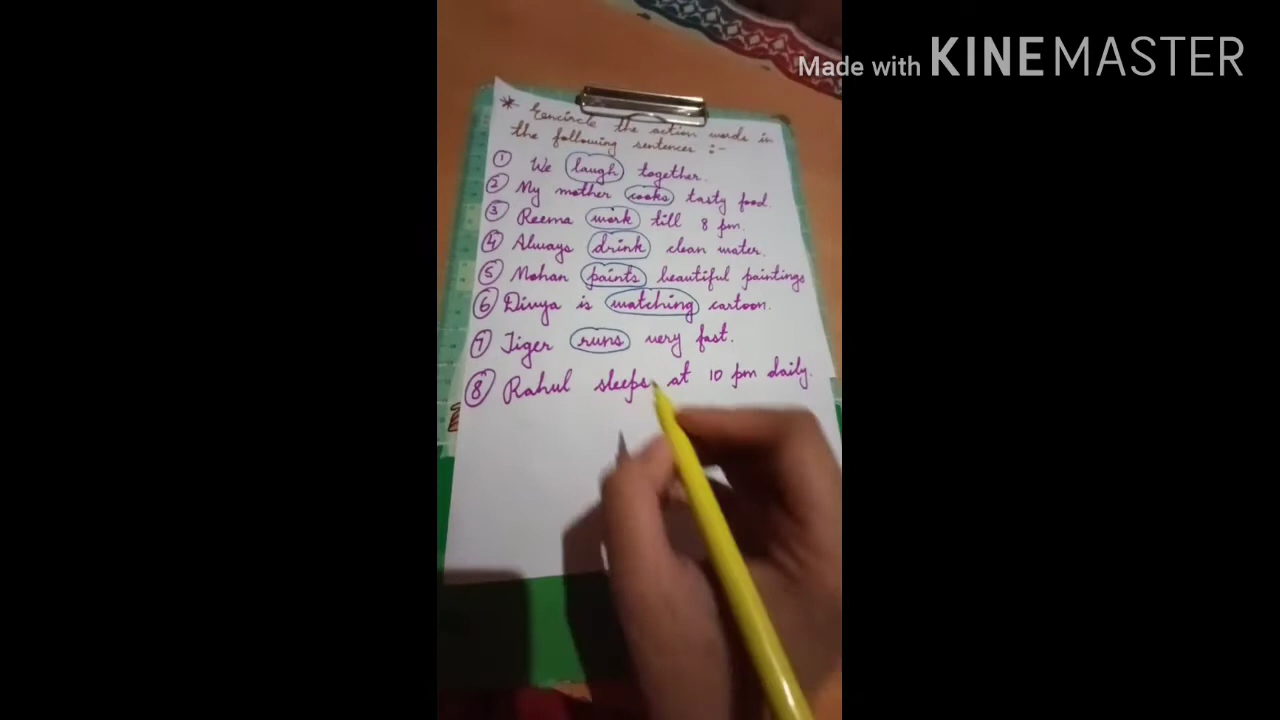 Made with KINEMASTER
* Eencircle the action words in
the following sentences :-
① We laugh together.
② My mother cooks tasty food.
③ Reema work till 8 pm.
④ Always drink clean water.
⑤ Mohan paints beautiful paintings
⑥ Divya is watching cartoon.
⑦ Tiger runs very fast.
⑧ Rahul sleeps at 10 pm daily.